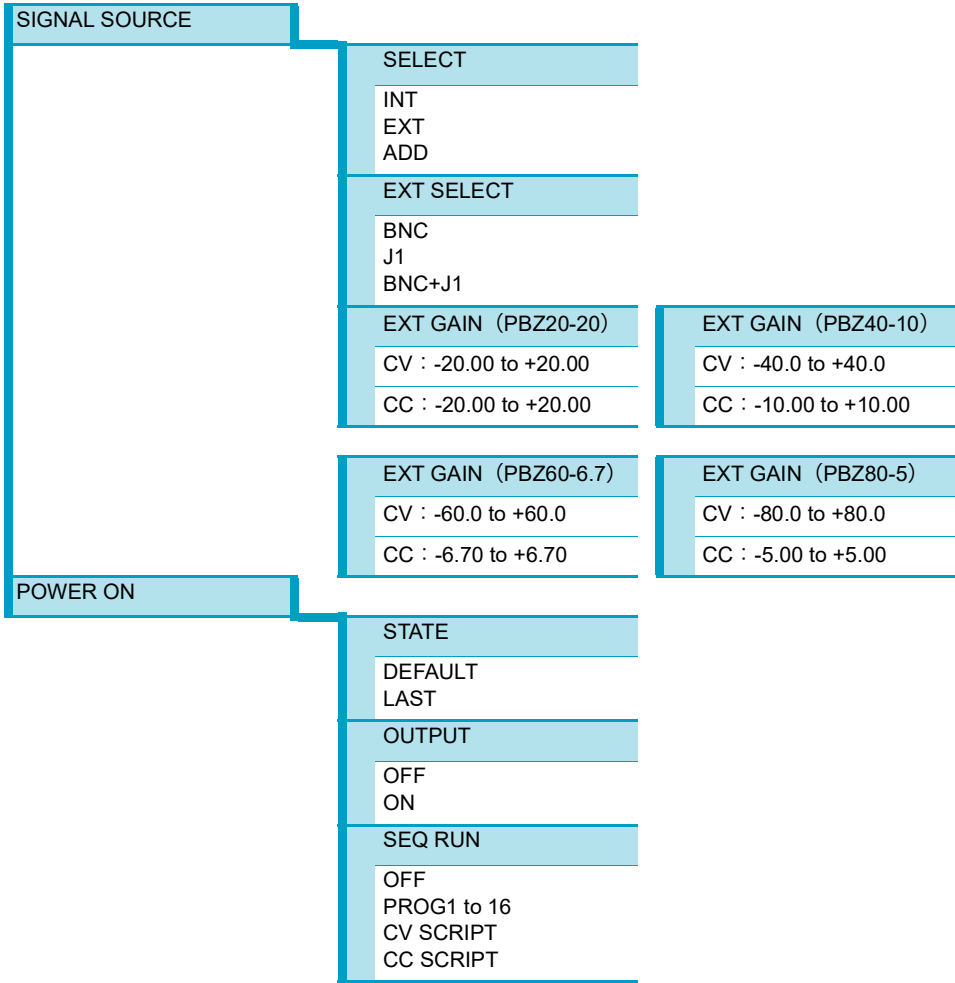 SIGNAL SOURCE
SELECT
INT
EXT
ADD
EXT SELECT
BNC
J1
BNC+J1
EXT GAIN（PBZ20-20）
CV：-20.00 to +20.00
CC：-20.00 to +20.00
EXT GAIN（PBZ40-10）
CV：-40.0 to +40.0
CC：-10.00 to +10.00
EXT GAIN（PBZ60-6.7）
CV：-60.0 to +60.0
CC：-6.70 to +6.70
EXT GAIN（PBZ80-5）
CV：-80.0 to +80.0
CC：-5.00 to +5.00
POWER ON
STATE
DEFAULT
LAST
OUTPUT
OFF
ON
SEQ RUN
OFF
PROG1 to 16
CV SCRIPT
CC SCRIPT